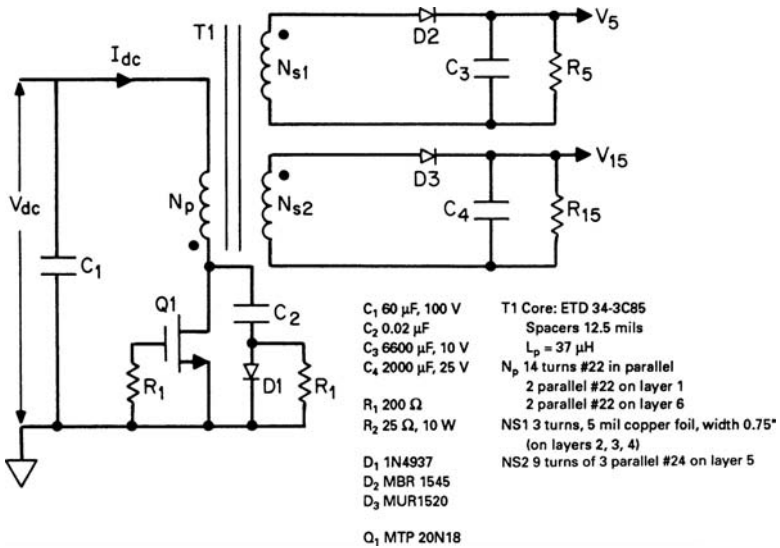 T1
D2
V5
Idc
Ns1
C3
R5
D3
V15
Vdc
Np
Ns2
C4
R15
C1
Q1
C2
R1
D1
R1
C1 60 μF, 100 V
C2 0.02 μF
C3 6600 μF, 10 V
C4 2000 μF, 25 V
R1 200 Ω
R2 25 Ω, 10 W
D1 1N4937
D2 MBR 1545
D3 MUR1520
Q1 MTP 20N18
T1 Core: ETD 34-3C85
Spacers 12.5 mils
Lp = 37 μH
Np 14 turns #22 in parallel
2 parallel #22 on layer 1
2 parallel #22 on layer 6
NS1 3 turns, 5 mil copper foil, width 0.75"
(on layers 2, 3, 4)
NS2 9 turns of 3 parallel #24 on layer 5